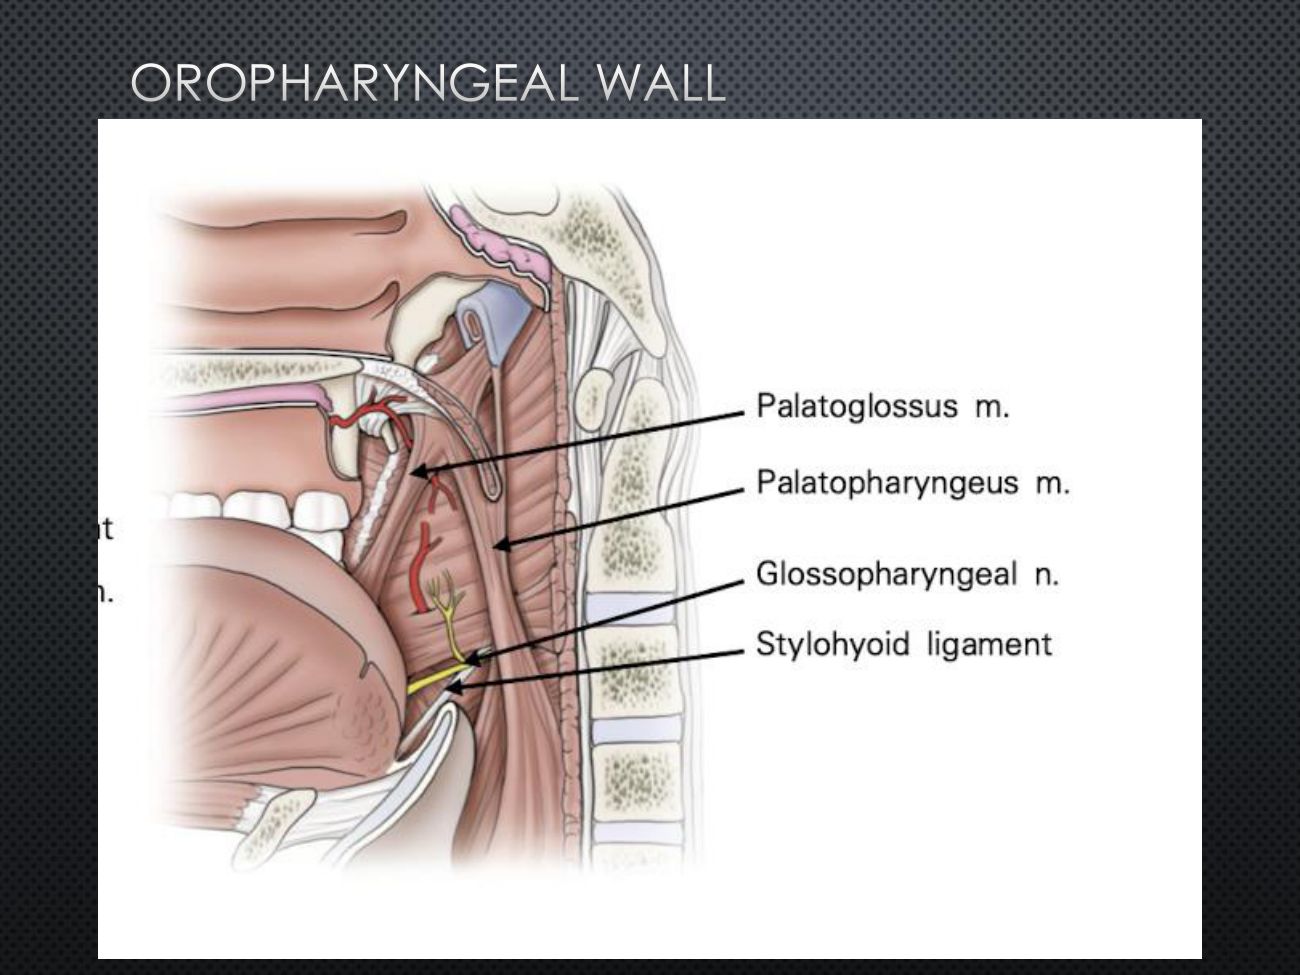 OROPHARYNGEAL WALL
Palatoglossus m.
Palatopharyngeus m.
Glossopharyngeal n.
Stylohyoid ligament